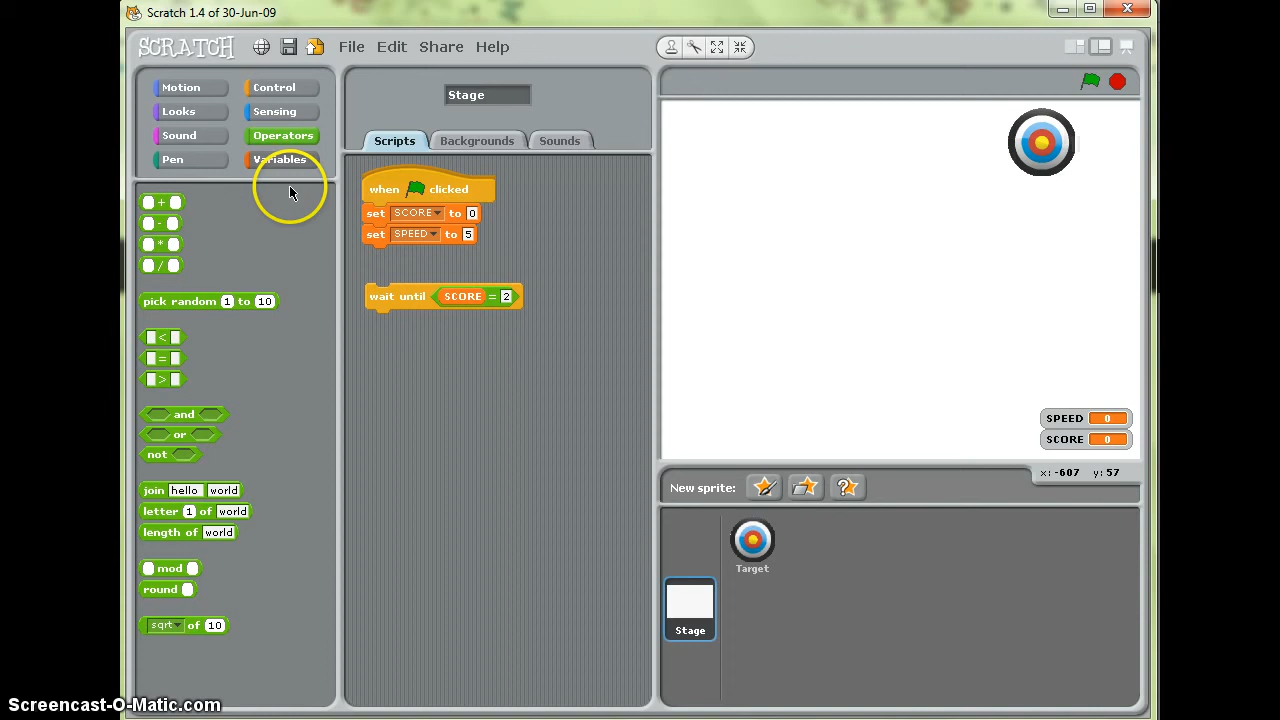 Scratch 1.4 of 30-Jun-09
SCRATCH File Edit Share Help
Motion Control
Looks Sensing
Sound Operators
Pen Variables
+
-
*
/
pick random 1 to 10
<
=
>
and
or
not
join hello world
letter 1 of world
length of world
mod
round
sqrt of 10
Stage
Scripts Backgrounds Sounds
when clicked
set SCORE to 0
set SPEED to 5
wait until SCORE = 2
SPEED 0
SCORE 0
x: -607 y: 57
New sprite:
Target
Stage
Screencast-O-Matic.com